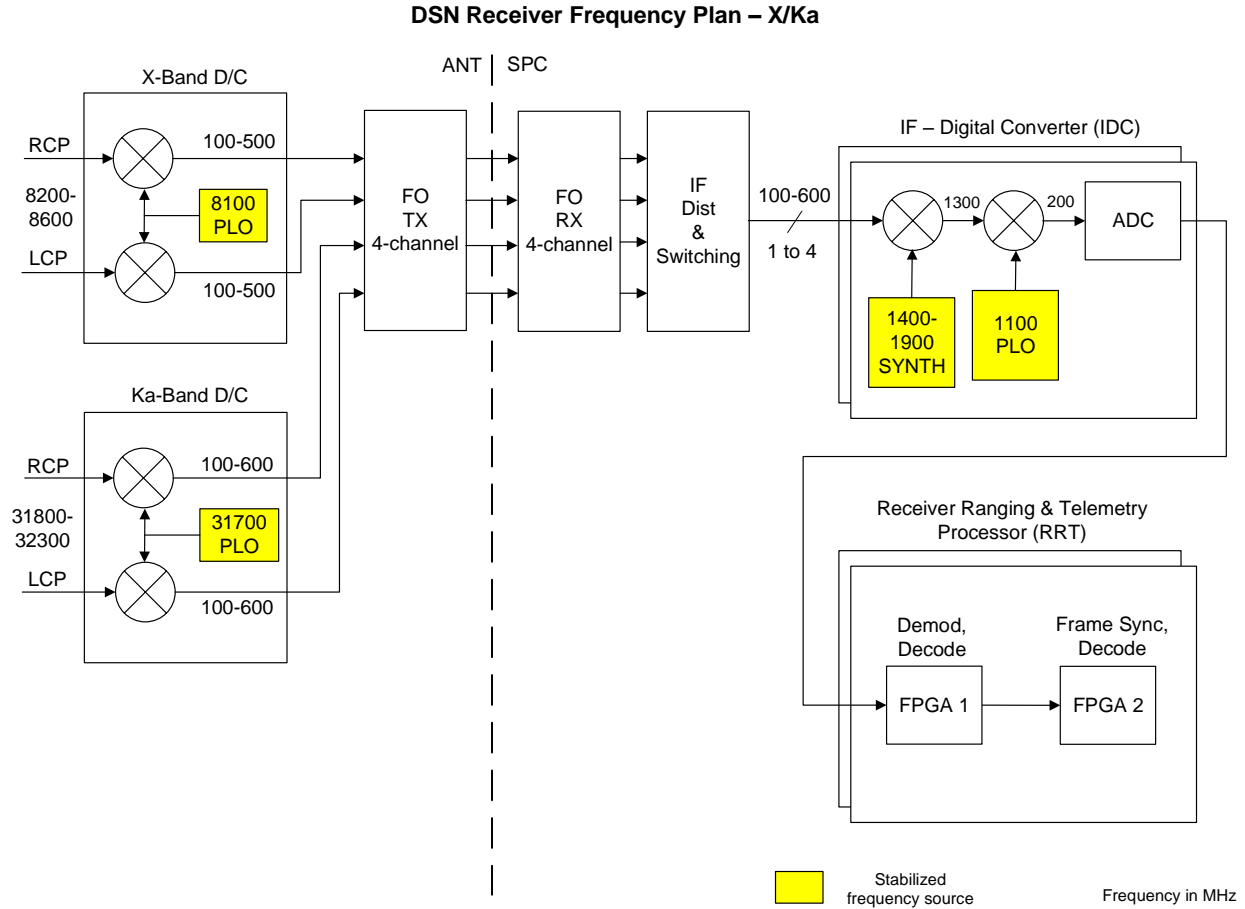 DSN Receiver Frequency Plan – X/Ka
ANT
SPC
X-Band D/C
RCP
8200-
8600
LCP
100-500
8100
PLO
100-500
FO
TX
4-channel
FO
RX
4-channel
IF
Dist
&
Switching
100-600
1 to 4
IF – Digital Converter (IDC)
1300
200
ADC
1400-
1900
SYNTH
1100
PLO
Ka-Band D/C
RCP
31800-
32300
LCP
100-600
31700
PLO
100-600
Receiver Ranging & Telemetry
Processor (RRT)
Demod,
Decode
FPGA 1
Frame Sync,
Decode
FPGA 2
Stabilized
frequency source
Frequency in MHz